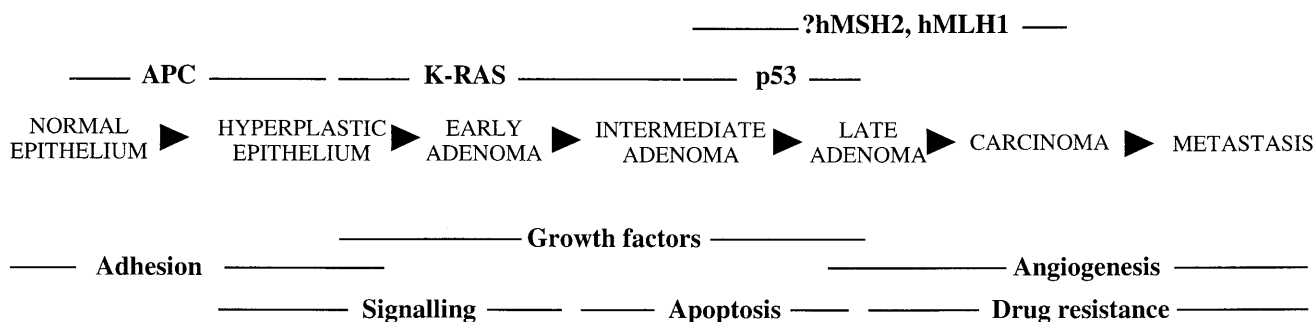 ?hMSH2, hMLH1
APC K-RAS p53
NORMAL EPITHELIUM HYPERPLASTIC EPITHELIUM EARLY ADENOMA INTERMEDIATE ADENOMA LATE ADENOMA CARCINOMA METASTASIS
Growth factors
Adhesion Angiogenesis
Signalling Apoptosis Drug resistance